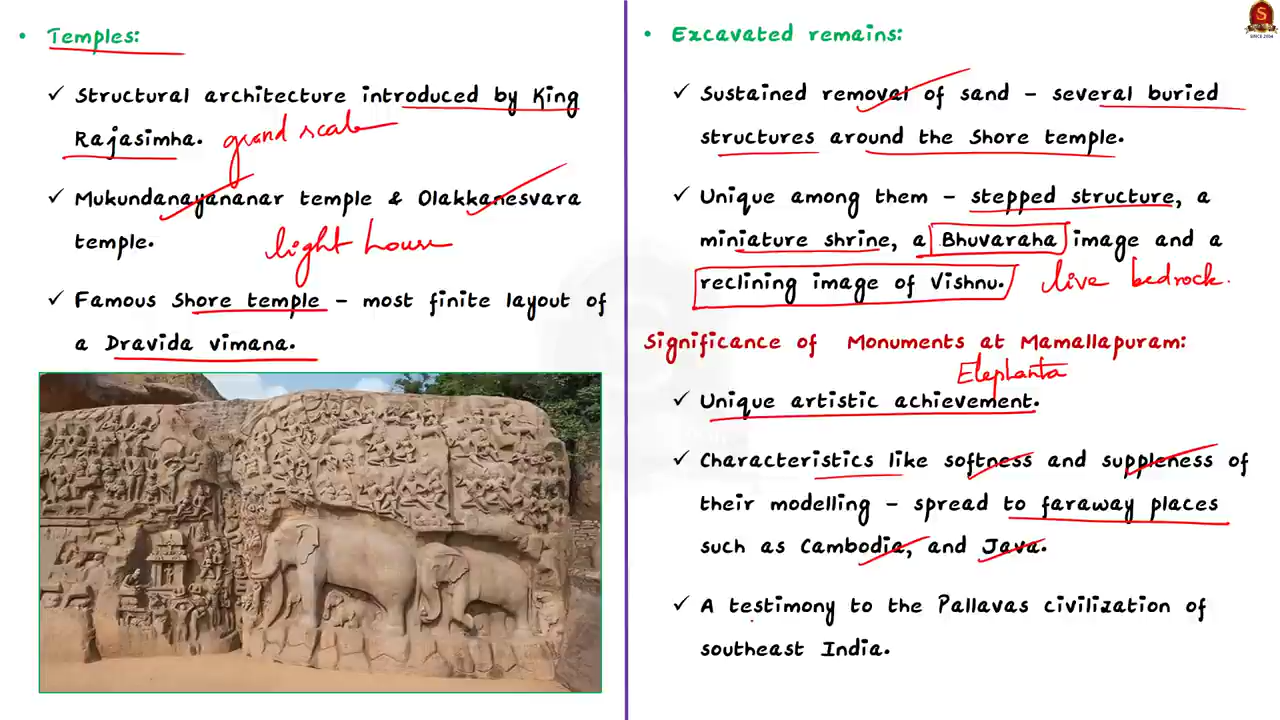 Temples:
Structural architecture introduced by King
Rajasimha. grand scale
Mukundanayananar temple & Olakkanesvara
temple. light house
Famous Shore temple – most finite layout of
a Dravida vimana.
Excavated remains:
Sustained removal of sand – several buried
structures around the Shore temple.
Unique among them – stepped structure, a
miniature shrine, a Bhuvaraha image and a
reclining image of Vishnu. live bedrock.
Significance of Monuments at Mamallapuram:
Elephanta
Unique artistic achievement.
Characteristics like softness and suppleness of
their modelling – spread to faraway places
such as Cambodia, and Java.
A testimony to the Pallavas civilization of
southeast India.
S